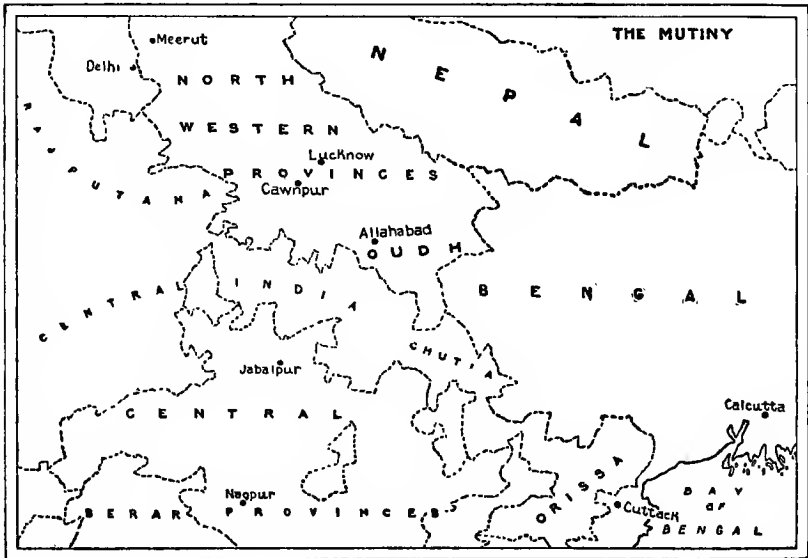 THE MUTINY
Meerut
Delhi
NEPAL
NORTH
WESTERN
PROVINCES
RAJPUTANA
Lucknow
Cawnpur
Allahabad
OUDH
CENTRAL INDIA
BENGAL
CHUTIA
Jabalpur
CENTRAL
PROVINCES
Calcutta
ORISSA
Nagpur
BERAR
Cuttack
BAY
OF
BENGAL